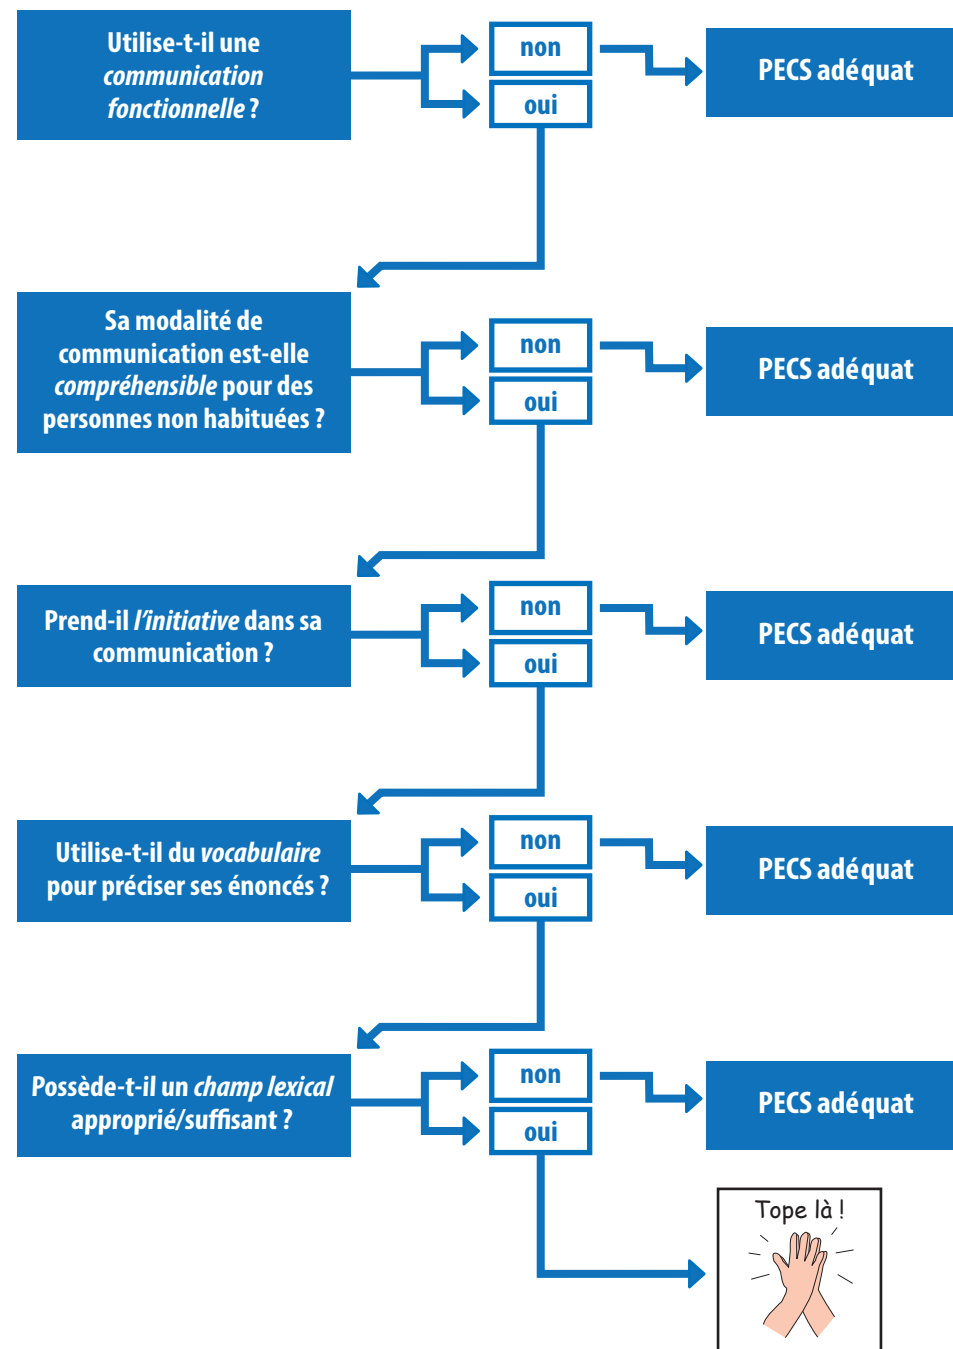 Utilise-t-il une
communication
fonctionnelle ?
non
oui
PECS adéquat
Sa modalité de
communication est-elle
compréhensible pour des
personnes non habituées ?
non
oui
PECS adéquat
Prend-il l’initiative dans sa
communication ?
non
oui
PECS adéquat
Utilise-t-il du vocabulaire
pour préciser ses énoncés ?
non
oui
PECS adéquat
Possède-t-il un champ lexical
approprié/suffisant ?
non
oui
PECS adéquat
Tope là !